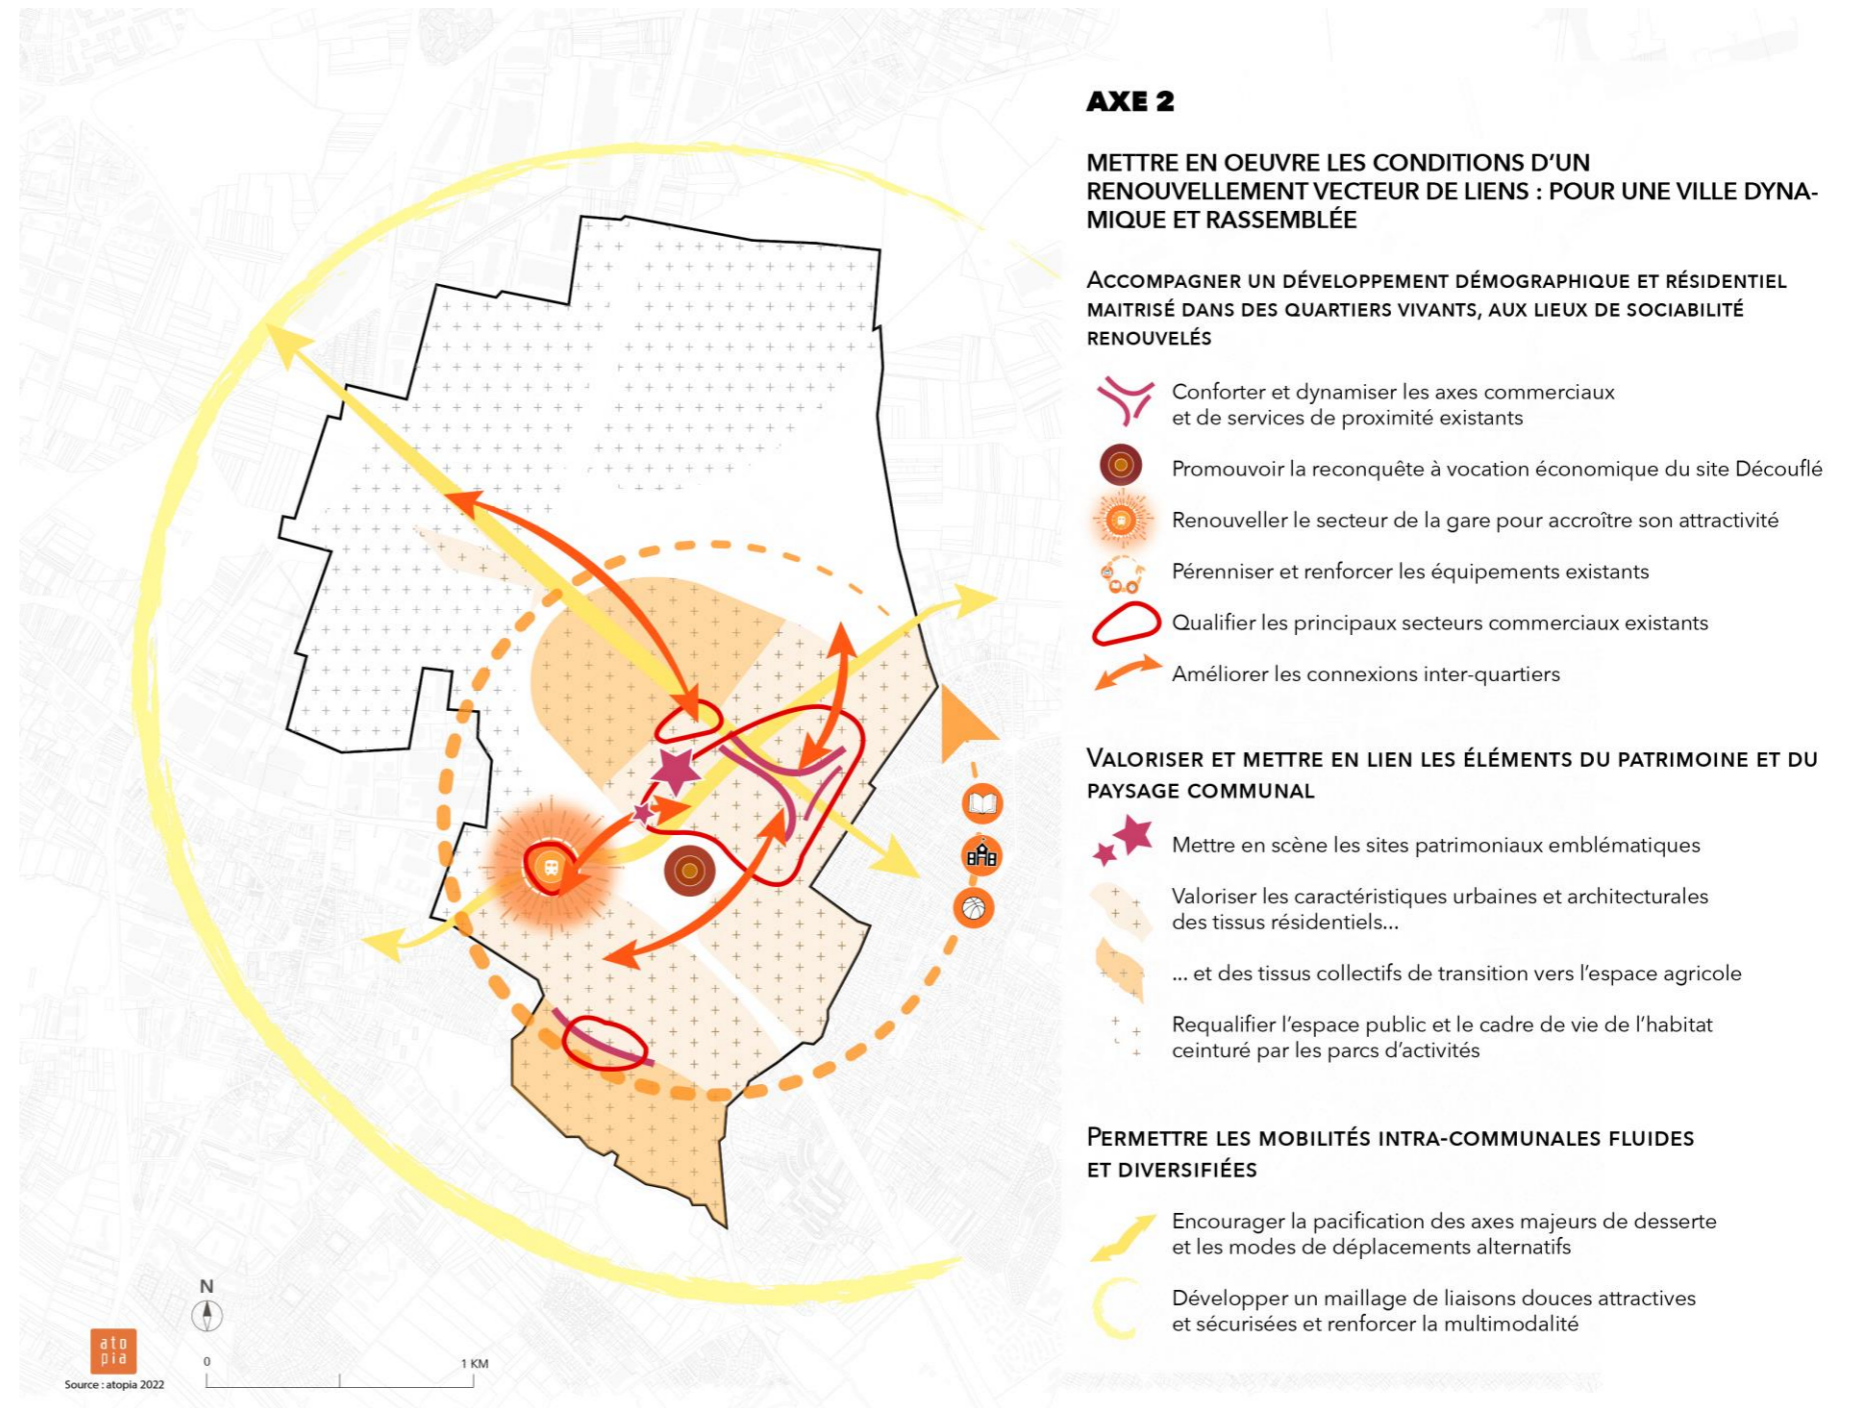 AXE 2
METTRE EN OEUVRE LES CONDITIONS D'UN
RENOUVELLEMENT VECTEUR DE LIENS : POUR UNE VILLE DYNA-
MIQUE ET RASSEMBLÉE
ACCOMPAGNER UN DÉVELOPPEMENT DÉMOGRAPHIQUE ET RÉSIDENTIEL
MAITRISÉ DANS DES QUARTIERS VIVANTS, AUX LIEUX DE SOCIABILITÉ
RENOUVELÉS
Conforter et dynamiser les axes commerciaux
et de services de proximité existants
Promouvoir la reconquête à vocation économique du site Découflé
Renouveller le secteur de la gare pour accroître son attractivité
Pérenniser et renforcer les équipements existants
Qualifier les principaux secteurs commerciaux existants
Améliorer les connexions inter-quartiers
VALORISER ET METTRE EN LIEN LES ÉLÉMENTS DU PATRIMOINE ET DU
PAYSAGE COMMUNAL
Mettre en scène les sites patrimoniaux emblématiques
Valoriser les caractéristiques urbaines et architecturales
des tissus résidentiels...
... et des tissus collectifs de transition vers l'espace agricole
Requalifier l'espace public et le cadre de vie de l'habitat
ceinturé par les parcs d'activités
PERMETTRE LES MOBILITÉS INTRA-COMMUNALES FLUIDES
ET DIVERSIFIÉES
Encourager la pacification des axes majeurs de desserte
et les modes de déplacements alternatifs
Développer un maillage de liaisons douces attractives
et sécurisées et renforcer la multimodalité
N
ato
pia
Source : atopia 2022
0
1 KM